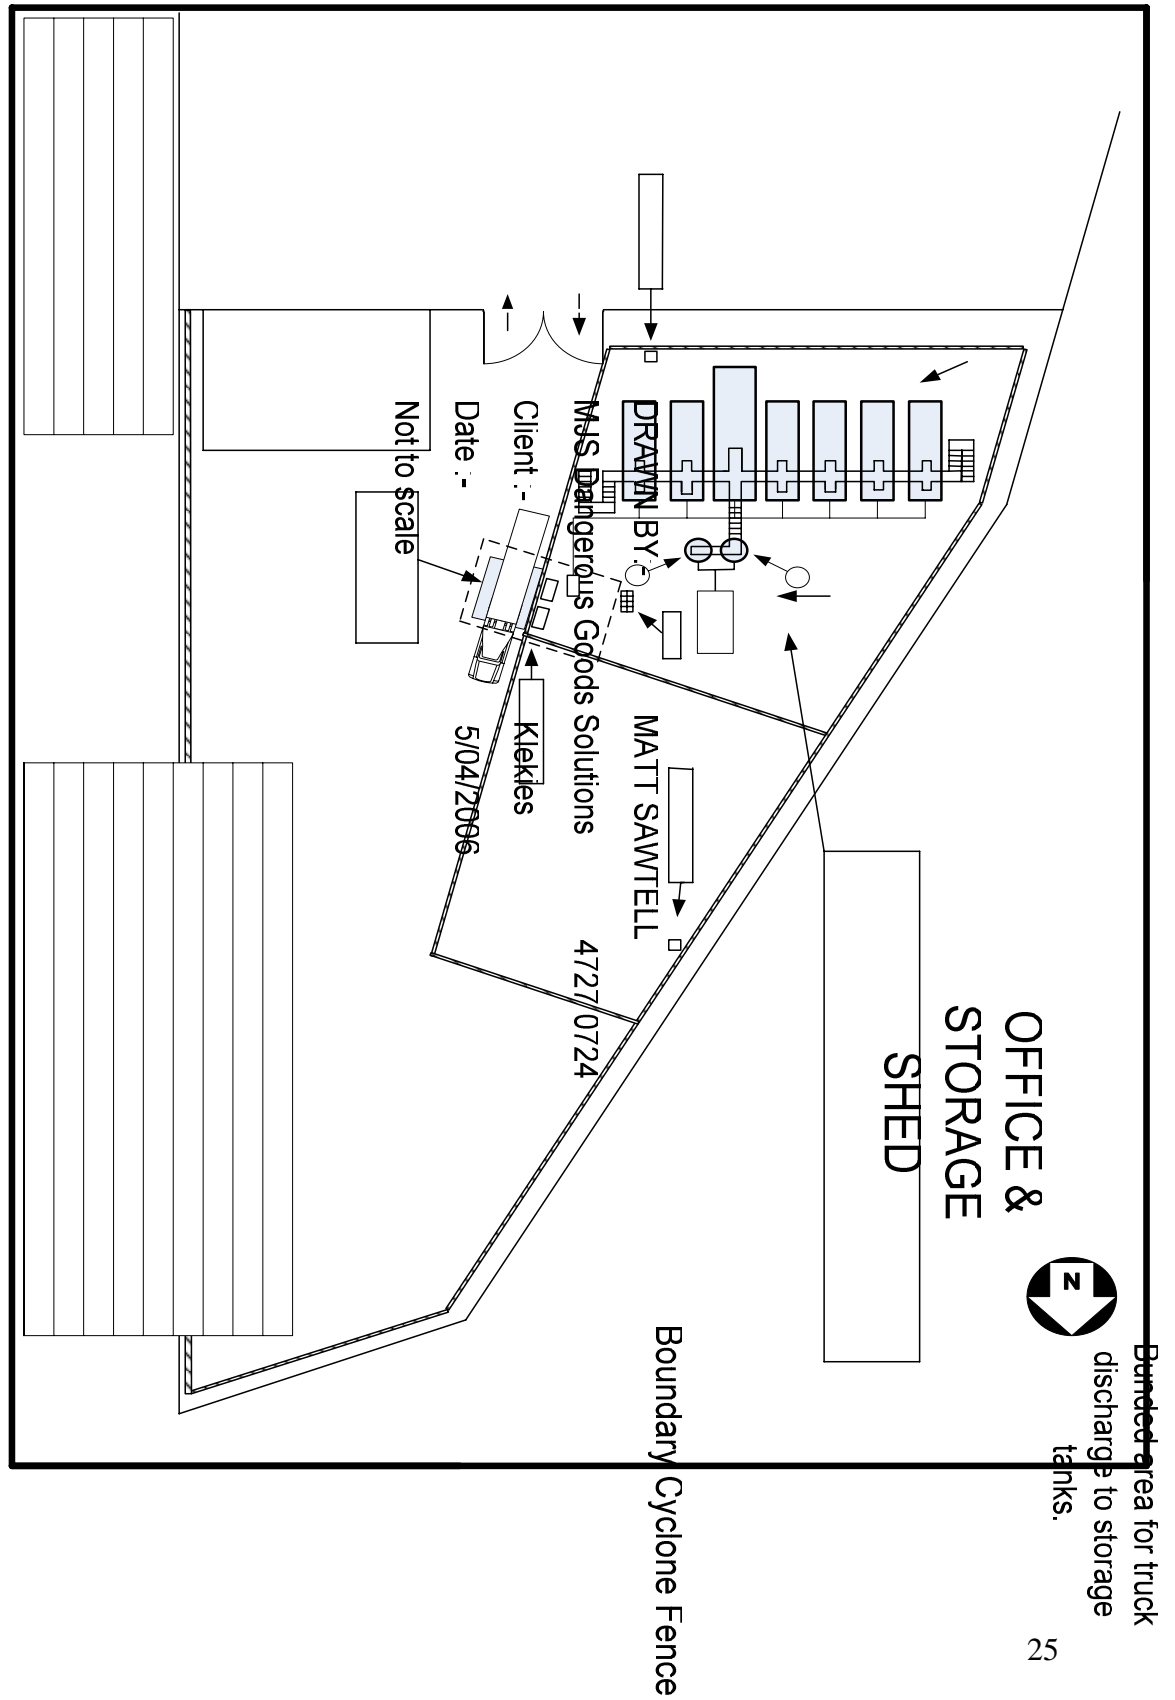 Bunded area for truck
discharge to storage
tanks.
N
OFFICE &
STORAGE
SHED
Boundary Cyclone Fence
DRAWN BY:- MATT SAWTELL
MJS Dangerous Goods Solutions 4727 0724
Client :- Klekies
Date :- 5/04/2006
Not to scale
25